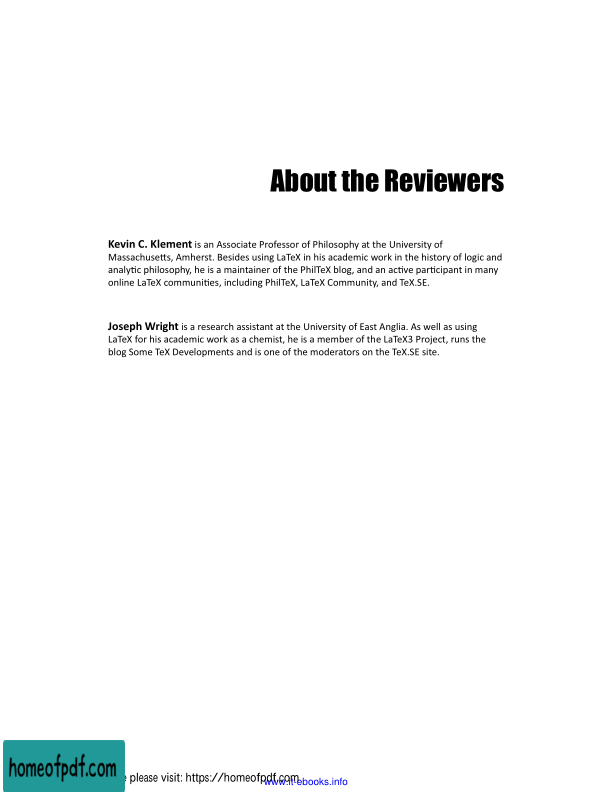 About the Reviewers
Kevin C. Klement is an Associate Professor of Philosophy at the University of
Massachusetts, Amherst. Besides using LaTeX in his academic work in the history of logic and
analytic philosophy, he is a maintainer of the PhilTeX blog, and an active participant in many
online LaTeX communities, including PhilTeX, LaTeX Community, and TeX.SE.
Joseph Wright is a research assistant at the University of East Anglia. As well as using
LaTeX for his academic work as a chemist, he is a member of the LaTeX3 Project, runs the
blog Some TeX Developments and is one of the moderators on the TeX.SE site.
homeofpdf.com
please visit: https://homeofpdf.com
www.it-ebooks.info